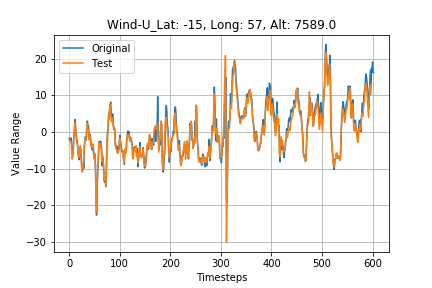 Wind-U_Lat: -15, Long: 57, Alt: 7589.0
Original
Test
Value Range
20
10
0
−10
−20
−30
0 100 200 300 400 500 600
Timesteps